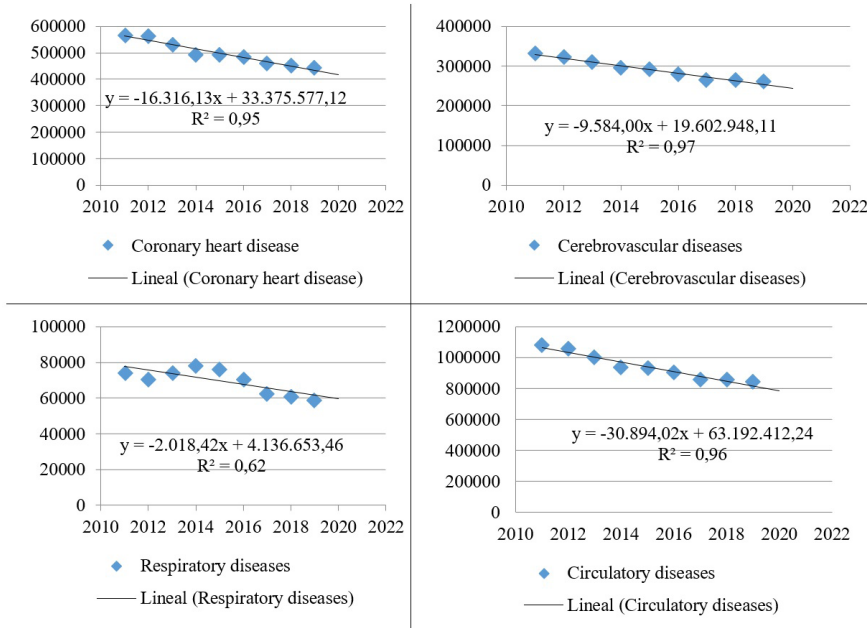 600000
500000
400000
300000
200000
100000
0
y = -16.316,13x + 33.375.577,12
R² = 0,95
2010 2012 2014 2016 2018 2020 2022
Coronary heart disease
Lineal (Coronary heart disease)
400000
300000
200000
100000
0
y = -9.584,00x + 19.602.948,11
R² = 0,97
2010 2012 2014 2016 2018 2020 2022
Cerebrovascular diseases
Lineal (Cerebrovascular diseases)
100000
80000
60000
40000
20000
0
y = -2.018,42x + 4.136.653,46
R² = 0,62
2010 2012 2014 2016 2018 2020 2022
Respiratory diseases
Lineal (Respiratory diseases)
1200000
1000000
800000
600000
400000
200000
0
y = -30.894,02x + 63.192.412,24
R² = 0,96
2010 2012 2014 2016 2018 2020 2022
Circulatory diseases
Lineal (Circulatory diseases)